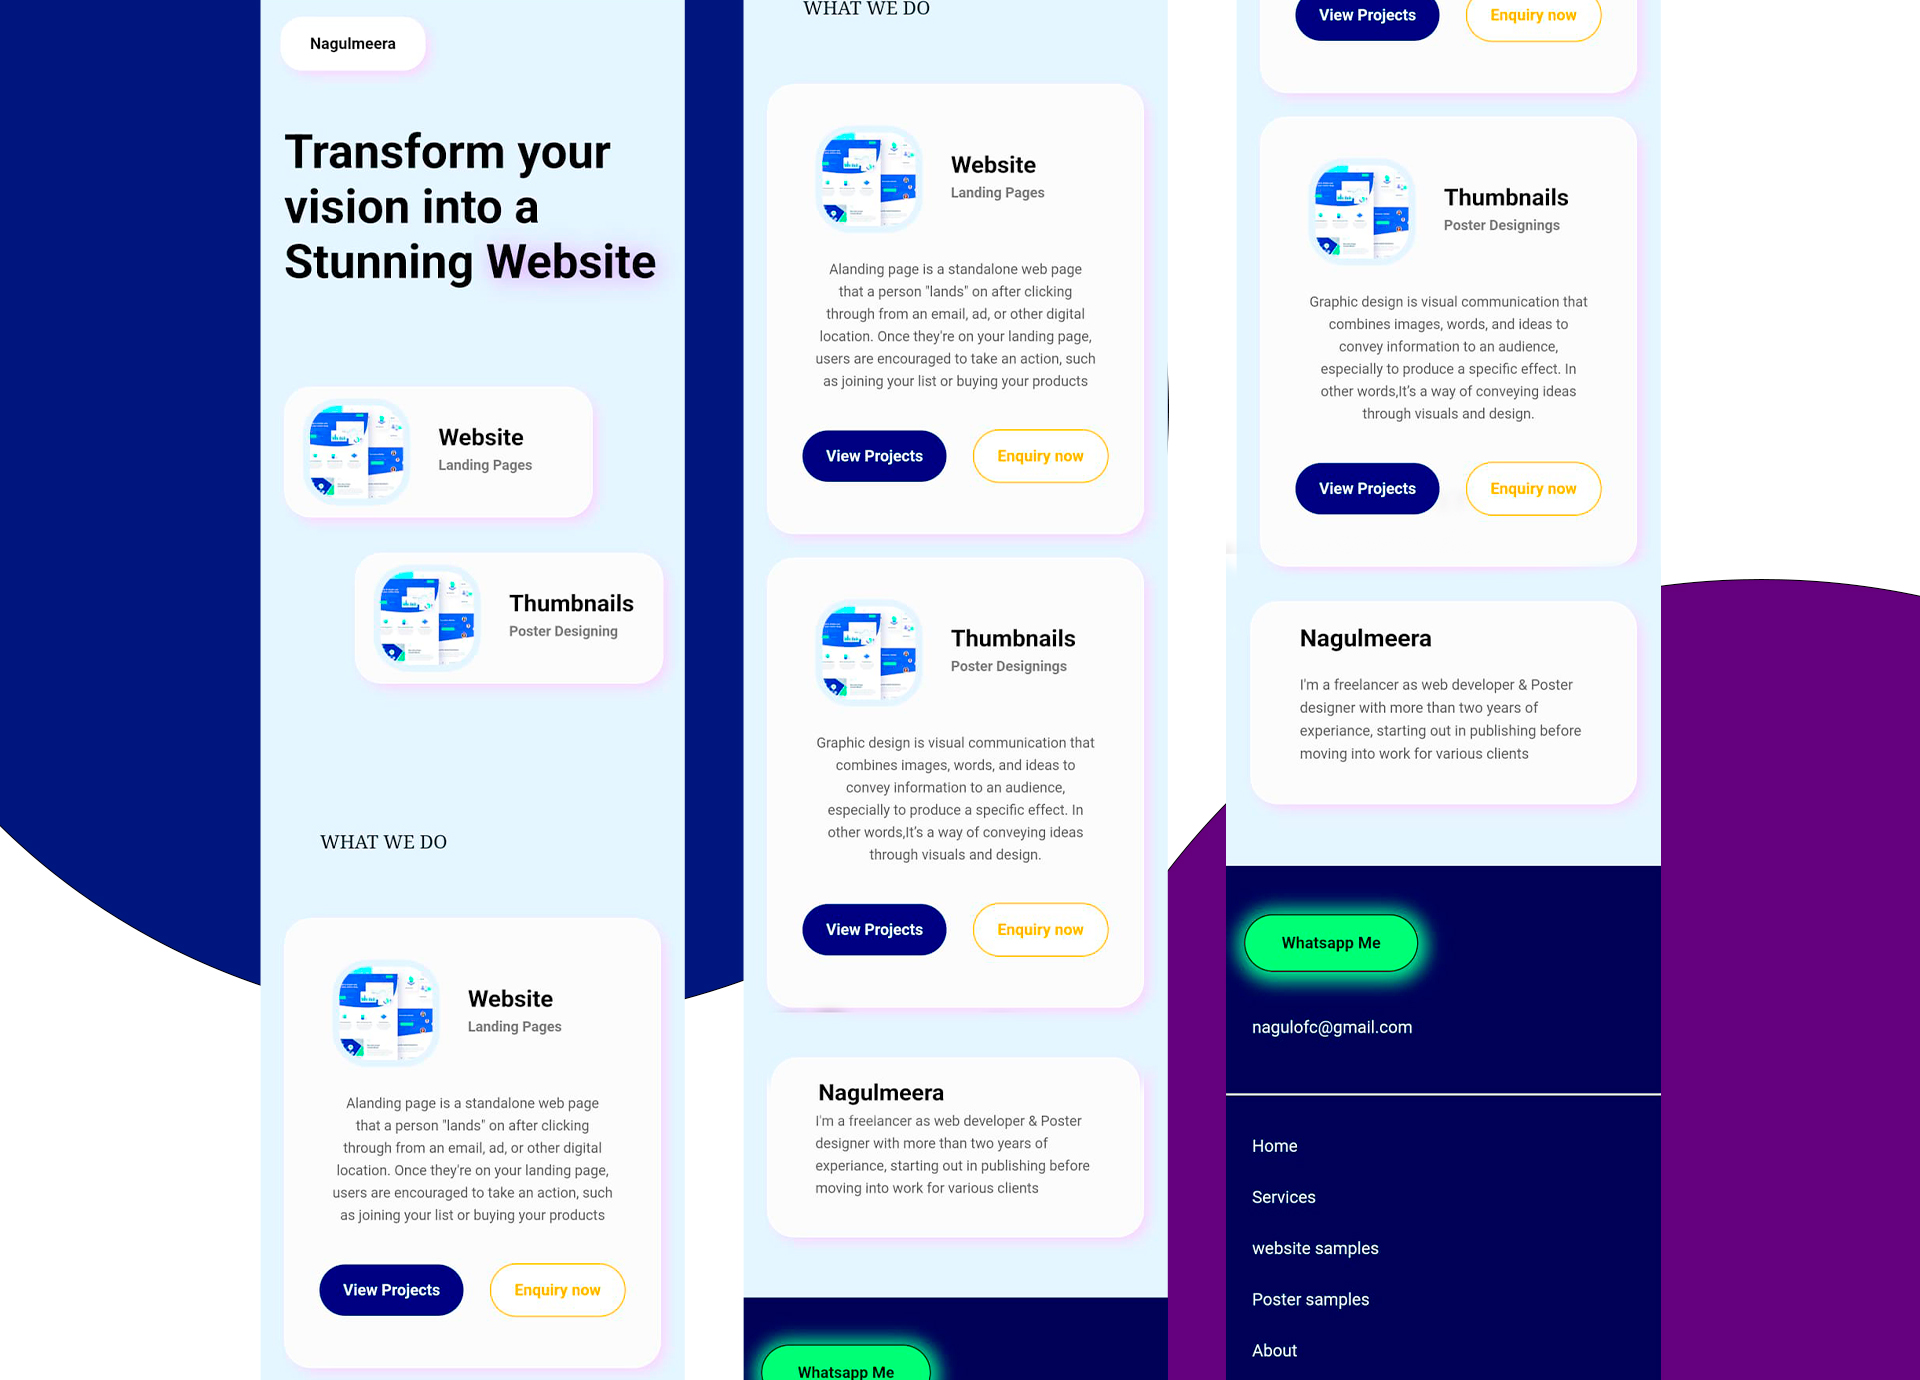 Nagulmeera
Transform your
vision into a
Stunning Website
Website
Landing Pages
Thumbnails
Poster Designing
WHAT WE DO
Website
Landing Pages
Alanding page is a standalone web page
that a person "lands" on after clicking
through from an email, ad, or other digital
location. Once they're on your landing page,
users are encouraged to take an action, such
as joining your list or buying your products
View Projects
Enquiry now
WHAT WE DO
Website
Landing Pages
Alanding page is a standalone web page
that a person "lands" on after clicking
through from an email, ad, or other digital
location. Once they're on your landing page,
users are encouraged to take an action, such
as joining your list or buying your products
View Projects
Enquiry now
Thumbnails
Poster Designings
Graphic design is visual communication that
combines images, words, and ideas to
convey information to an audience,
especially to produce a specific effect. In
other words,It's a way of conveying ideas
through visuals and design.
View Projects
Enquiry now
Nagulmeera
I'm a freelancer as web developer & Poster
designer with more than two years of
experiance, starting out in publishing before
moving into work for various clients
Whatsapp Me
View Projects
Enquiry now
Thumbnails
Poster Designings
Graphic design is visual communication that
combines images, words, and ideas to
convey information to an audience,
especially to produce a specific effect. In
other words,It's a way of conveying ideas
through visuals and design.
View Projects
Enquiry now
Nagulmeera
I'm a freelancer as web developer & Poster
designer with more than two years of
experiance, starting out in publishing before
moving into work for various clients
Whatsapp Me
nagulofc@gmail.com
Home
Services
website samples
Poster samples
About